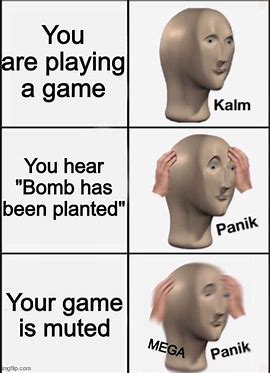 You
are playing
a game
Kalm
You hear
"Bomb has
been planted"
Panik
Your game
is muted
MEGA
Panik
imgflip.com